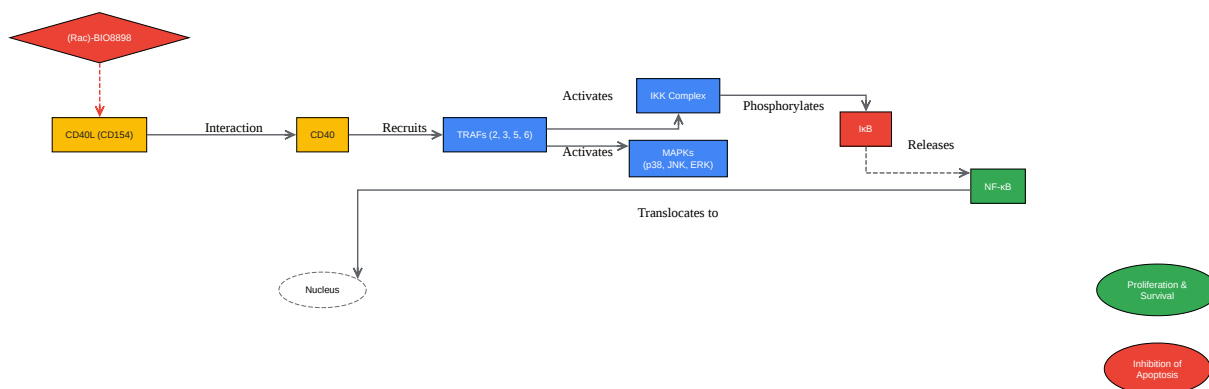 (Rac)-BIO8898
CD40L (CD154)
Interaction
CD40
Recruits
TRAFs (2, 3, 5, 6)
Activates
Activates
IKK Complex
MAPKs
(p38, JNK, ERK)
Phosphorylates
IκB
Releases
NF-κB
Translocates to
Nucleus
Proliferation &
Survival
Inhibition of
Apoptosis